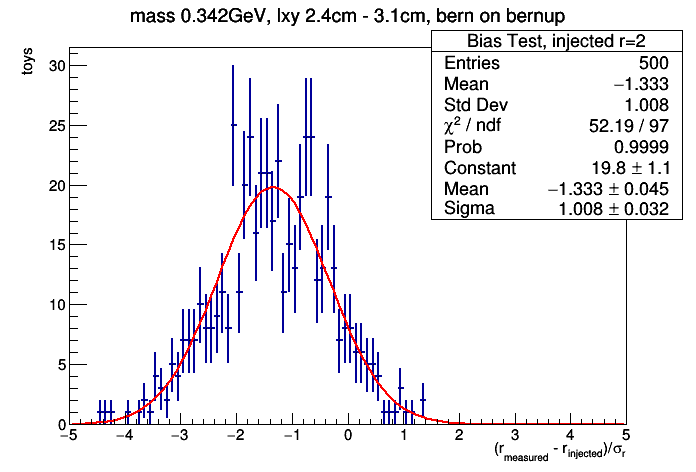 mass 0.342GeV, lxy 2.4cm - 3.1cm, bern on bernup
Bias Test, injected r=2
Entries 500
Mean −1.333
Std Dev 1.008
χ² / ndf 52.19 / 97
Prob 0.9999
Constant 19.8 ± 1.1
Mean −1.333 ± 0.045
Sigma 1.008 ± 0.032
toys
30
25
20
15
10
5
0
−5 −4 −3 −2 −1 0 1 2 3 4 5
(r_measured - r_injected)/σ_r